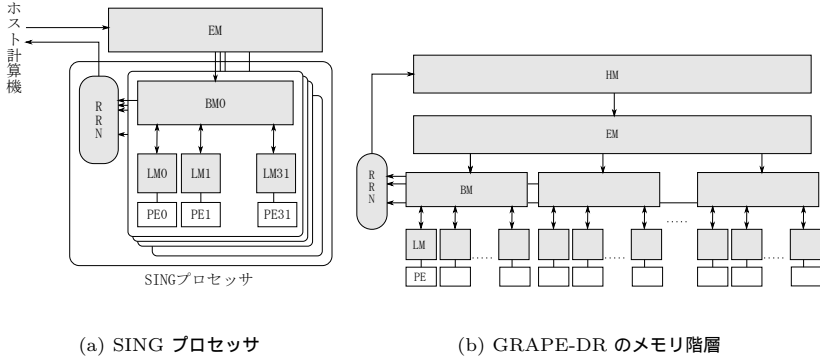 ホスト計算機
EM
RRN
BM0
LM0 LM1 LM31
PE0 PE1 PE31
SINGプロセッサ
(a) SING プロセッサ
HM
EM
RRN
BM
LM
PE
(b) GRAPE-DR のメモリ階層